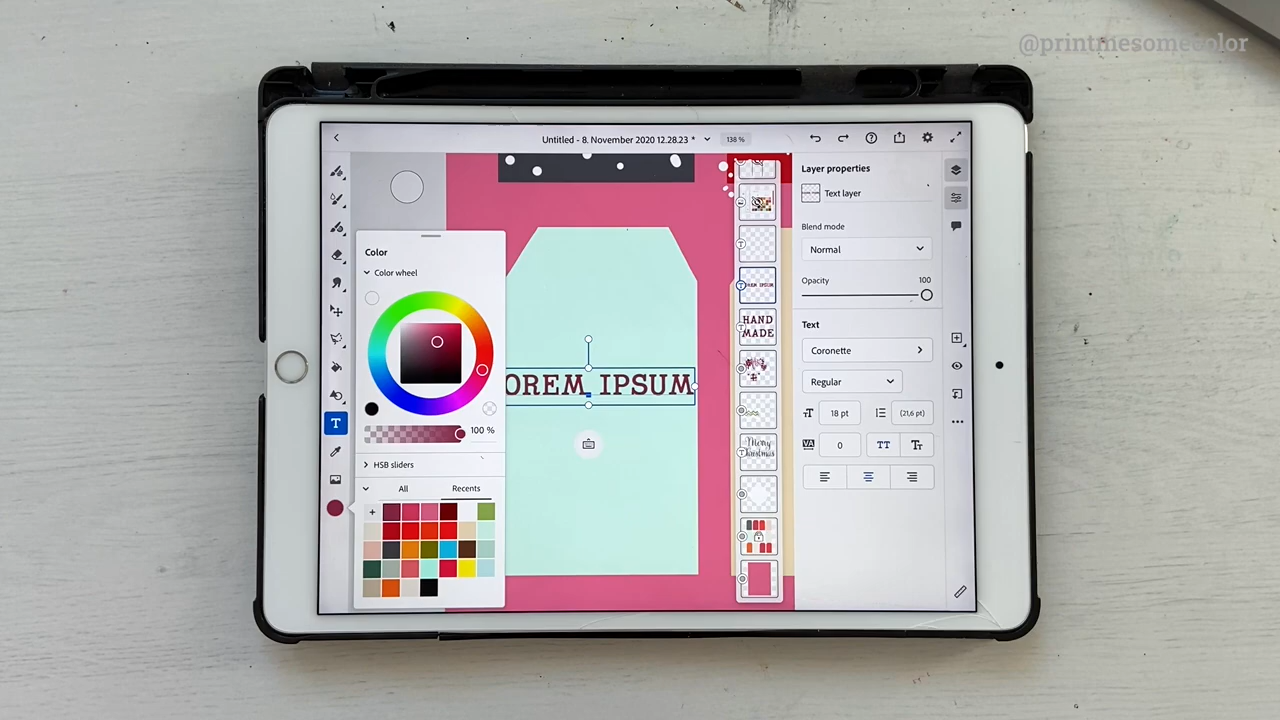 @printmesomecolor
Untitled - 8. November 2020 12.28.23 *
138 %
Color
Color wheel
100 %
HSB sliders
All
Recents
OREM IPSUM
HAND
MADE
Merry
Christmas
Layer properties
Text layer
Blend mode
Normal
Opacity
100
Text
Coronette
Regular
18 pt
(21,6 pt)
VA
0
TT
Tт